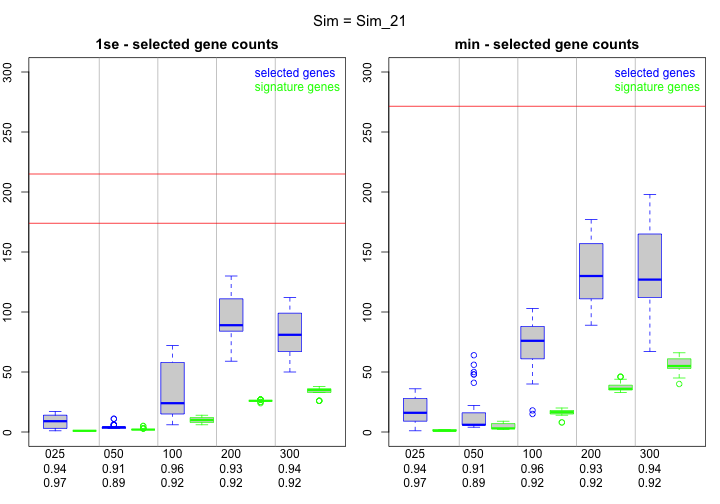 Sim = Sim_21
1se - selected gene counts
300
250
200
150
100
50
0
selected genes
signature genes
025 050 100 200 300
0.94 0.91 0.96 0.93 0.94
0.97 0.89 0.92 0.92 0.92
min - selected gene counts
300
250
200
150
100
50
0
selected genes
signature genes
025 050 100 200 300
0.94 0.91 0.96 0.93 0.94
0.97 0.89 0.92 0.92 0.92